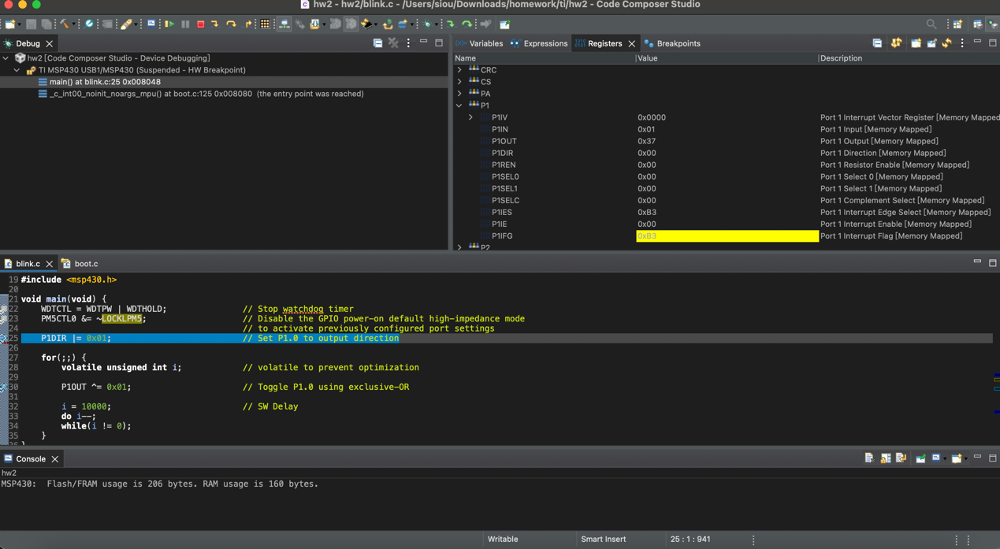 hw2 - hw2/blink.c - /Users/siou/Downloads/homework/ti/hw2 - Code Composer Studio
Debug
hw2 [Code Composer Studio - Device Debugging]
TI MSP430 USB1/MSP430 (Suspended - HW Breakpoint)
main() at blink.c:25 0x008048
_c_int00_noinit_noargs_mpu() at boot.c:125 0x008080 (the entry point was reached)
Variables Expressions Registers Breakpoints
Name Value Description
CRC
CS
PA
P1
P1IV 0x0000 Port 1 Interrupt Vector Register [Memory Mapped
P1IN 0x01 Port 1 Input [Memory Mapped]
P1OUT 0x37 Port 1 Output [Memory Mapped]
P1DIR 0x00 Port 1 Direction [Memory Mapped]
P1REN 0x00 Port 1 Resistor Enable [Memory Mapped]
P1SEL0 0x00 Port 1 Select 0 [Memory Mapped]
P1SEL1 0x00 Port 1 Select 1 [Memory Mapped]
P1SELC 0x00 Port 1 Complement Select [Memory Mapped]
P1IES 0xB3 Port 1 Interrupt Edge Select [Memory Mapped]
P1IE 0x00 Port 1 Interrupt Enable [Memory Mapped]
P1IFG 0xB3 Port 1 Interrupt Flag [Memory Mapped]
P2
blink.c boot.c
19 #include <msp430.h>
20
21 void main(void) {
22 WDTCTL = WDTPW | WDTHOLD; // Stop watchdog timer
23 PM5CTL0 &= ~LOCKLPM5; // Disable the GPIO power-on default high-impedance mode
24 // to activate previously configured port settings
25 P1DIR |= 0x01; // Set P1.0 to output direction
26
27 for(;;) {
28 volatile unsigned int i; // volatile to prevent optimization
29
30 P1OUT ^= 0x01; // Toggle P1.0 using exclusive-OR
31
32 i = 10000; // SW Delay
33 do i--;
34 while(i != 0);
35 }
36 }
Console
hw2
MSP430: Flash/FRAM usage is 206 bytes. RAM usage is 160 bytes.
Writable Smart Insert 25 : 1 : 941